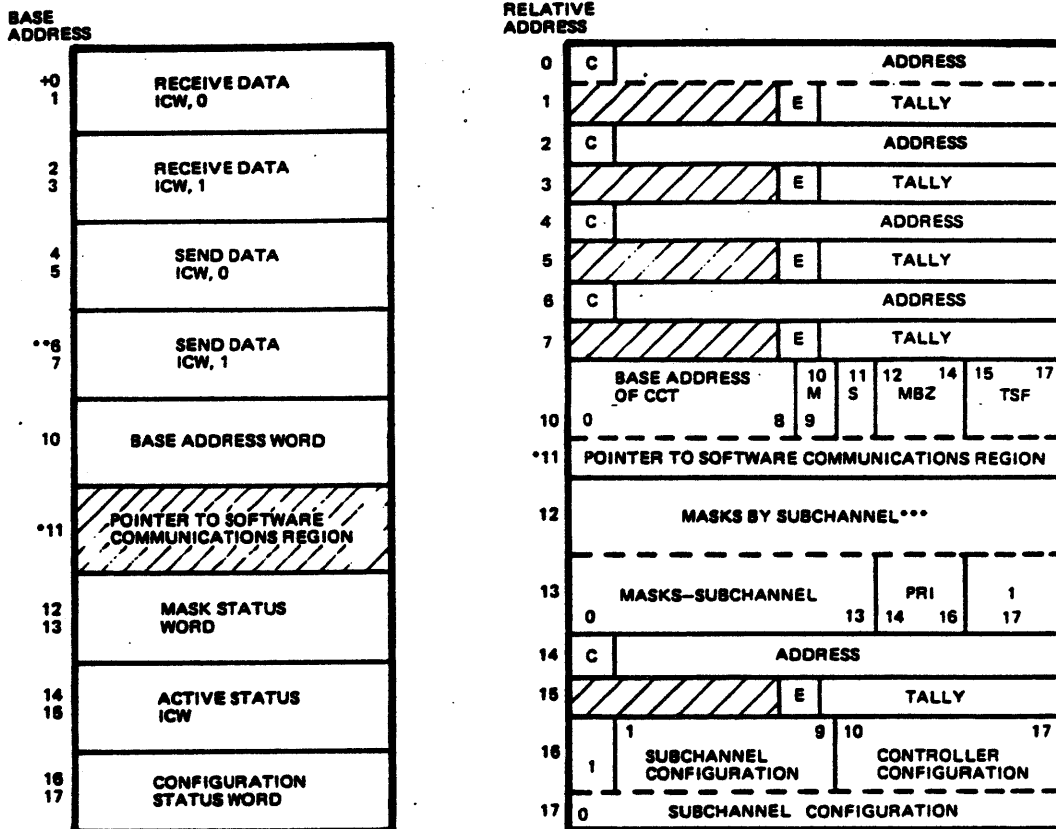 BASE
ADDRESS
+0
1
RECEIVE DATA
ICW, 0
2
3
RECEIVE DATA
ICW, 1
4
5
SEND DATA
ICW, 0
**6
7
SEND DATA
ICW, 1
10
BASE ADDRESS WORD
*11
POINTER TO SOFTWARE
COMMUNICATIONS REGION
12
13
MASK STATUS
WORD
14
15
ACTIVE STATUS
ICW
16
17
CONFIGURATION
STATUS WORD
RELATIVE
ADDRESS
0 C ADDRESS
1 E TALLY
2 C ADDRESS
3 E TALLY
4 C ADDRESS
5 E TALLY
6 C ADDRESS
7 E TALLY
BASE ADDRESS 10 11 12 14 15 17
OF CCT M S MBZ TSF
10 0 8 9
*11 POINTER TO SOFTWARE COMMUNICATIONS REGION
12 MASKS BY SUBCHANNEL***
13 MASKS–SUBCHANNEL PRI 1
0 13 14 16 17
14 C ADDRESS
15 E TALLY
1 9 10 17
16 SUBCHANNEL CONTROLLER
1 CONFIGURATION CONFIGURATION
17 0 SUBCHANNEL CONFIGURATION